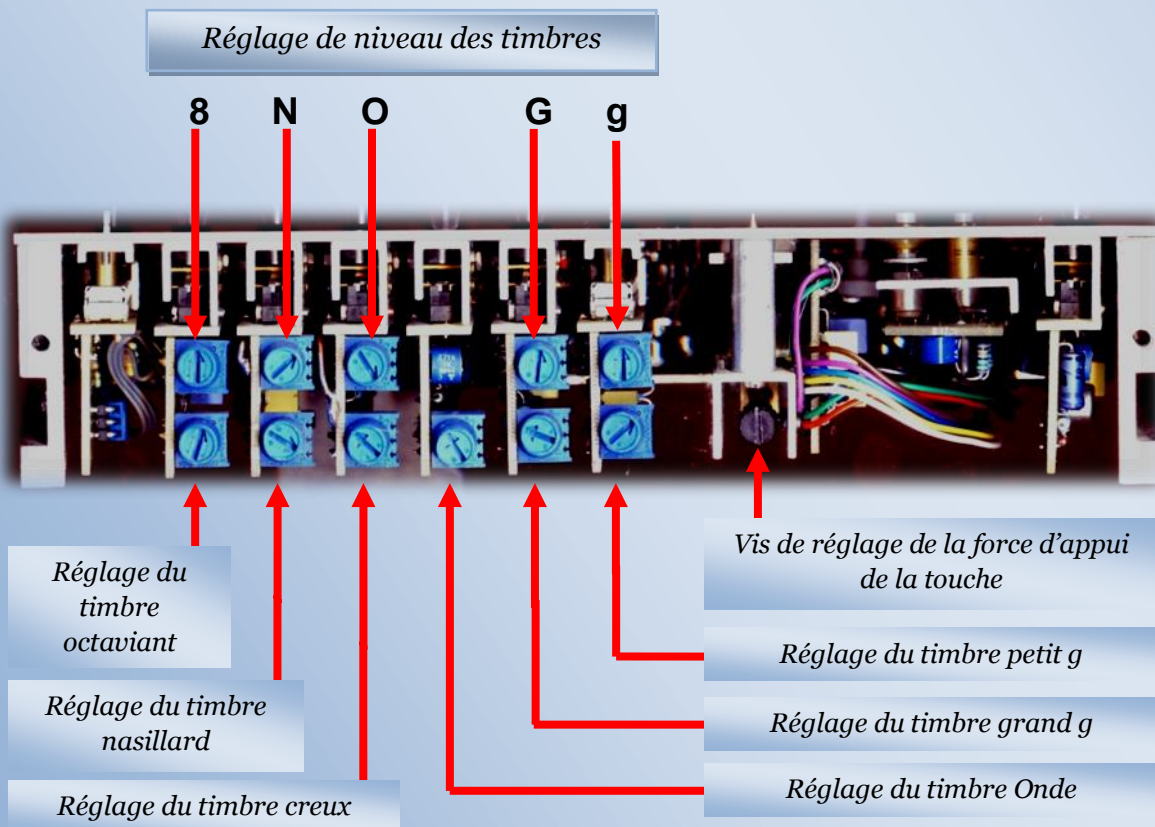 Réglage de niveau des timbres
8 N O G g
Réglage du
timbre
octaviant
Réglage du timbre
nasillard
Réglage du timbre creux
Vis de réglage de la force d'appui
de la touche
Réglage du timbre petit g
Réglage du timbre grand g
Réglage du timbre Onde